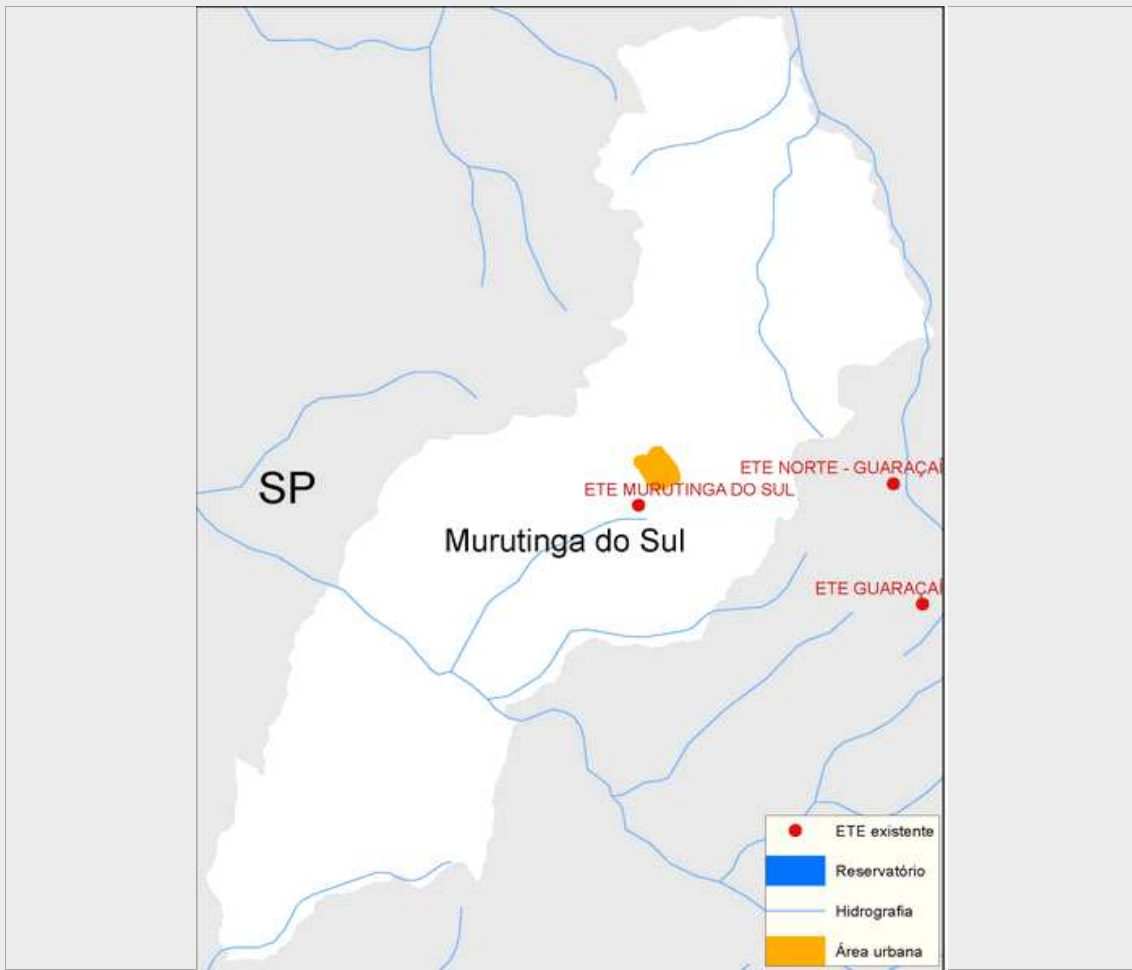 ETE NORTE - GUARAÇAÍ
SP
ETE MURUTINGA DO SUL
Murutinga do Sul
ETE GUARAÇAÍ
ETE existente
Reservatório
Hidrografia
Área urbana